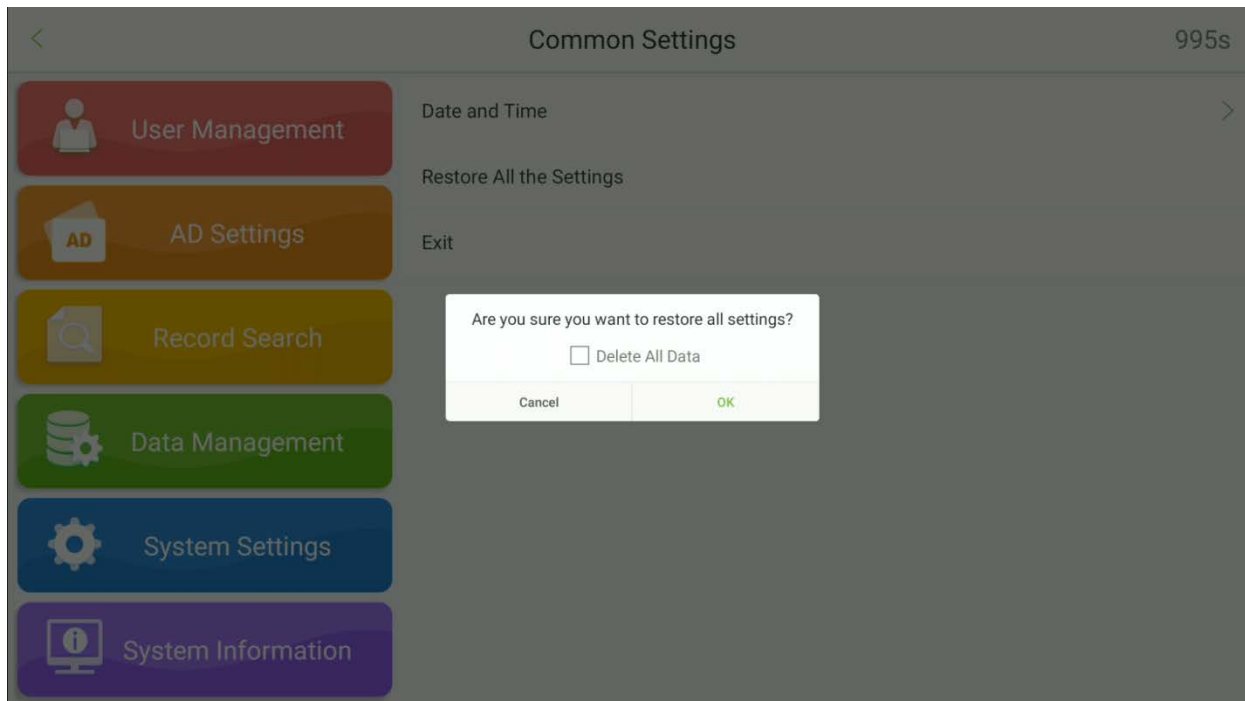 Common Settings
995s
User Management
AD
AD Settings
Record Search
Data Management
System Settings
System Information
Date and Time
Restore All the Settings
Exit
Are you sure you want to restore all settings?
Delete All Data
Cancel
OK